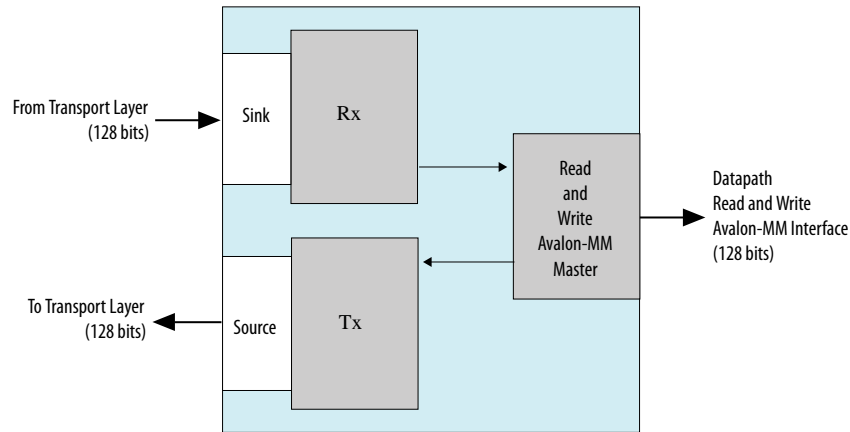 From Transport Layer
(128 bits)
Sink
Rx
Read
and
Write
Avalon-MM
Master
Datapath
Read and Write
Avalon-MM Interface
(128 bits)
To Transport Layer
(128 bits)
Source
Tx